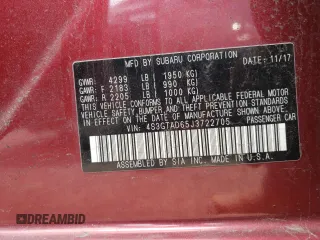 MFD BY SUBARU CORPORATION 11/17
GVWR: 4299 LB ( 1950 KG)
GAWR: F 2183 LB ( 990 KG)
GAWR: R 2205 LB ( 1000 KG)
THIS VEHICLE CONFORMS TO ALL APPLICABLE FEDERAL MOTOR
VEHICLE SAFETY, BUMPER, AND THEFT PREVENTION STANDARDS
IN EFFECT ON THE DATE OF MANUFACTURE SHOWN ABOVE.
VIN: 4S3GTAD65J3722705 PASSENGER CAR
ASSEMBLED BY SIA INC. MADE IN U.S.A.
DREAMBID